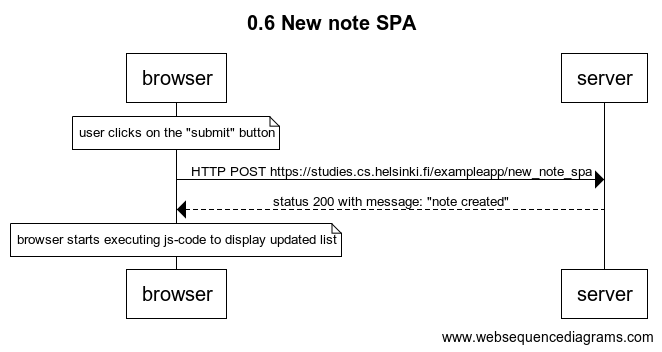 0.6 New note SPA
browser
server
user clicks on the "submit" button
HTTP POST https://studies.cs.helsinki.fi/exampleapp/new_note_spa
status 200 with message: "note created"
browser starts executing js-code to display updated list
browser
server
www.websequencediagrams.com